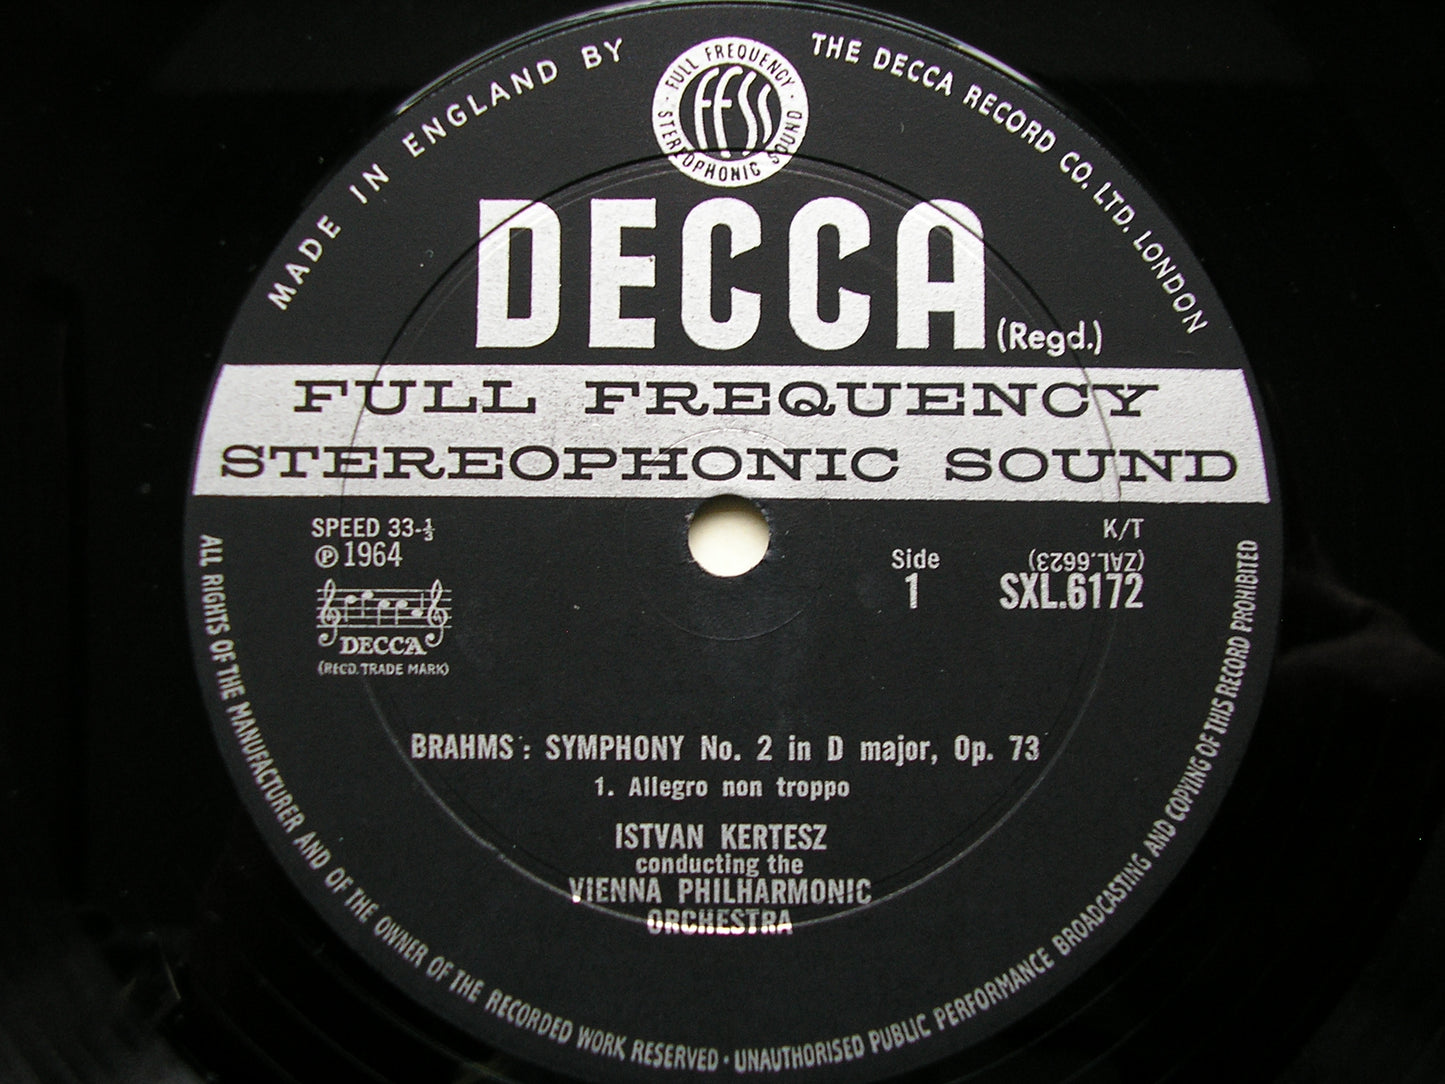 MADE IN ENGLAND BY
THE DECCA RECORD CO. LTD. LONDON
FULL FREQUENCY
STEREOPHONIC SOUND
FFSS
DECCA
(Regd.)
FULL FREQUENCY
STEREOPHONIC SOUND
SPEED 33-⅓
℗ 1964
DECCA
(REGD. TRADE MARK)
K/T
Side
1
(ZAL.6623)
SXL.6172
BRAHMS : SYMPHONY No. 2 in D major, Op. 73
1. Allegro non troppo
ISTVAN KERTESZ
conducting the
VIENNA PHILHARMONIC
ORCHESTRA
ALL RIGHTS OF THE MANUFACTURER AND OF THE OWNER OF THE RECORDED WORK RESERVED · UNAUTHORISED PUBLIC PERFORMANCE BROADCASTING AND COPYING OF THIS RECORD PROHIBITED